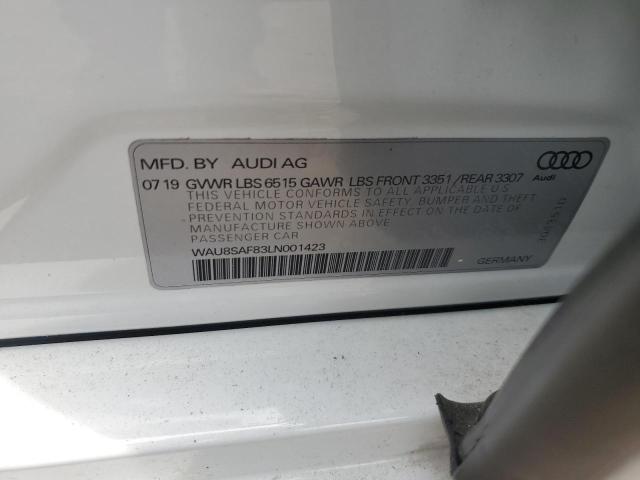 MFD. BY AUDI AG
07 19 GVWR LBS 6515 GAWR LBS FRONT 3351 /REAR 3307
THIS VEHICLE CONFORMS TO ALL APPLICABLE U.S
FEDERAL MOTOR VEHICLE SAFETY, BUMPER AND THEFT
PREVENTION STANDARDS IN EFFECT ON THE DATE OF
MANUFACTURE SHOWN ABOVE
PASSENGER CAR
WAU8SAF83LN001423
Audi
GERMANY